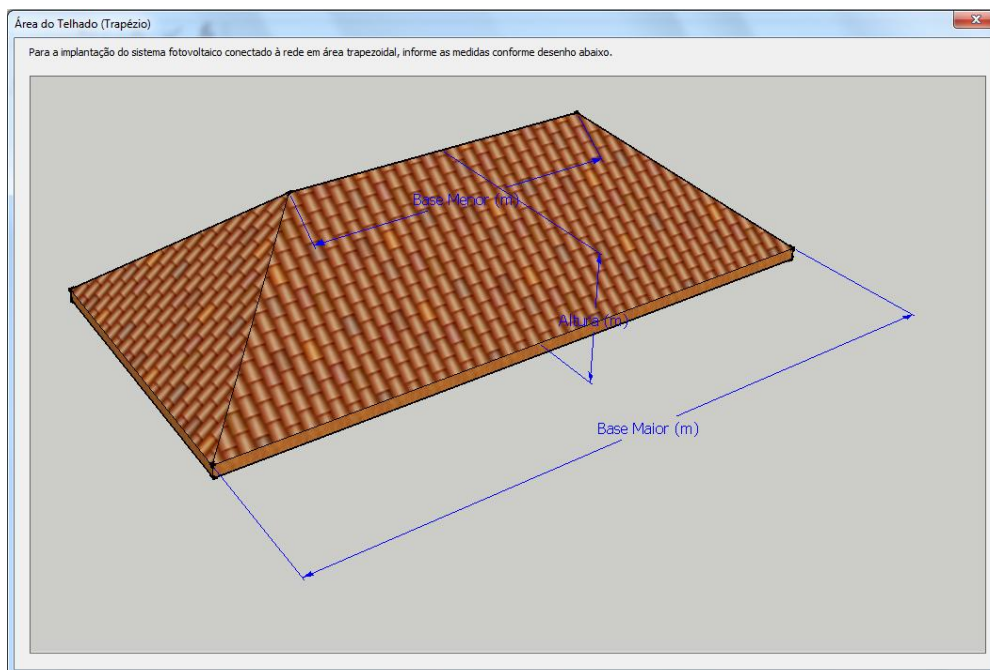 Área do Telhado (Trapézio)
Para a implantação do sistema fotovoltaico conectado à rede em área trapezoidal, informe as medidas conforme desenho abaixo.
Base Menor (m)
Altura (m)
Base Maior (m)